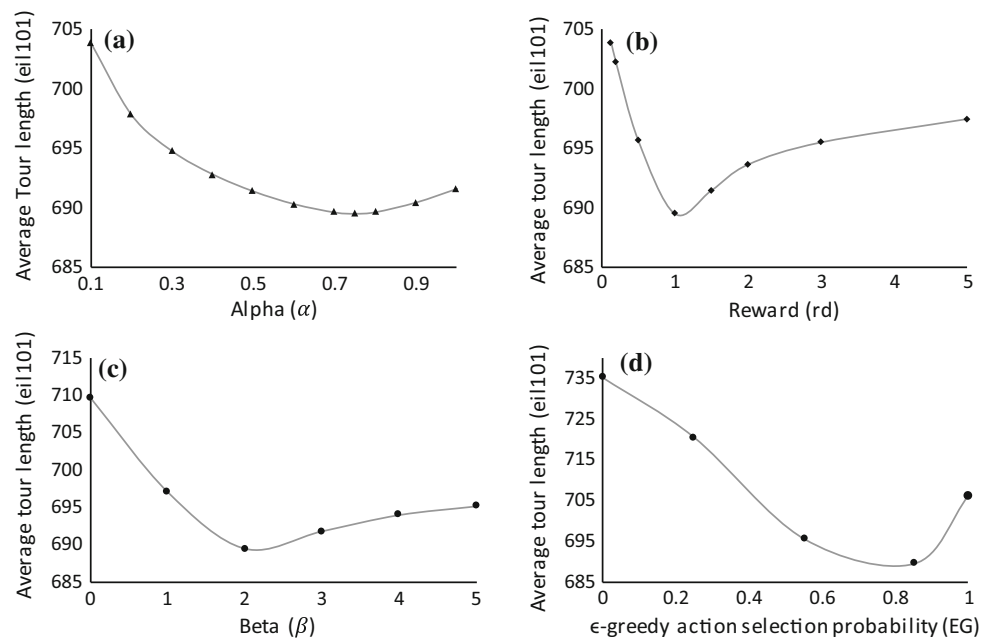 (a)
Average Tour length (eil101)
705
700
695
690
685
0.1 0.3 0.5 0.7 0.9
Alpha (α)
(b)
Average tour length (eil101)
705
700
695
690
685
0 1 2 3 4 5
Reward (rd)
(c)
Average tour length (eil101)
715
710
705
700
695
690
685
0 1 2 3 4 5
Beta (β)
(d)
Average tour length (eil101)
735
725
715
705
695
685
0 0.2 0.4 0.6 0.8 1
ϵ-greedy action selection probability (EG)